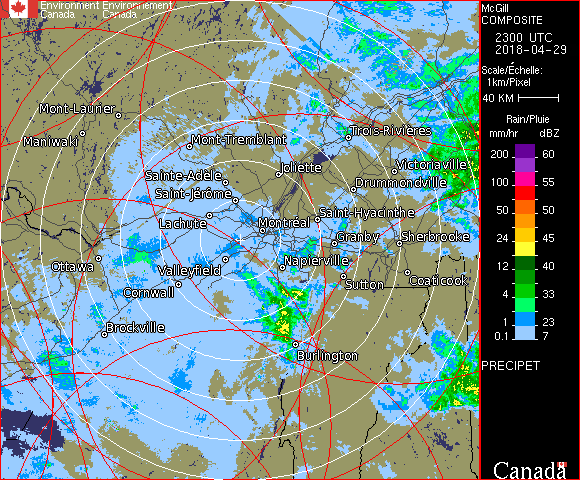 Environment Environnement
Canada Canada
McGill
COMPOSITE
2300 UTC
2018-04-29
Scale/Échelle:
1km/Pixel
40 KM
Rain/Pluie
mm/hr dBZ
200 60
100 55
50 50
24 45
12 40
8 33
4 30
1 23
0.1 7
PRECIPET
Canada
Mont-Laurier
Maniwaki
Mont-Tremblant
Trois-Rivières
Joliette
Victoriaville
Sainte-Adèle
Drummondville
Saint-Jérôme
Saint-Hyacinthe
Lachute
Montréal
Granby
Sherbrooke
Ottawa
Napierville
Valleyfield
Coaticook
Sutton
Cornwall
Brockville
Burlington